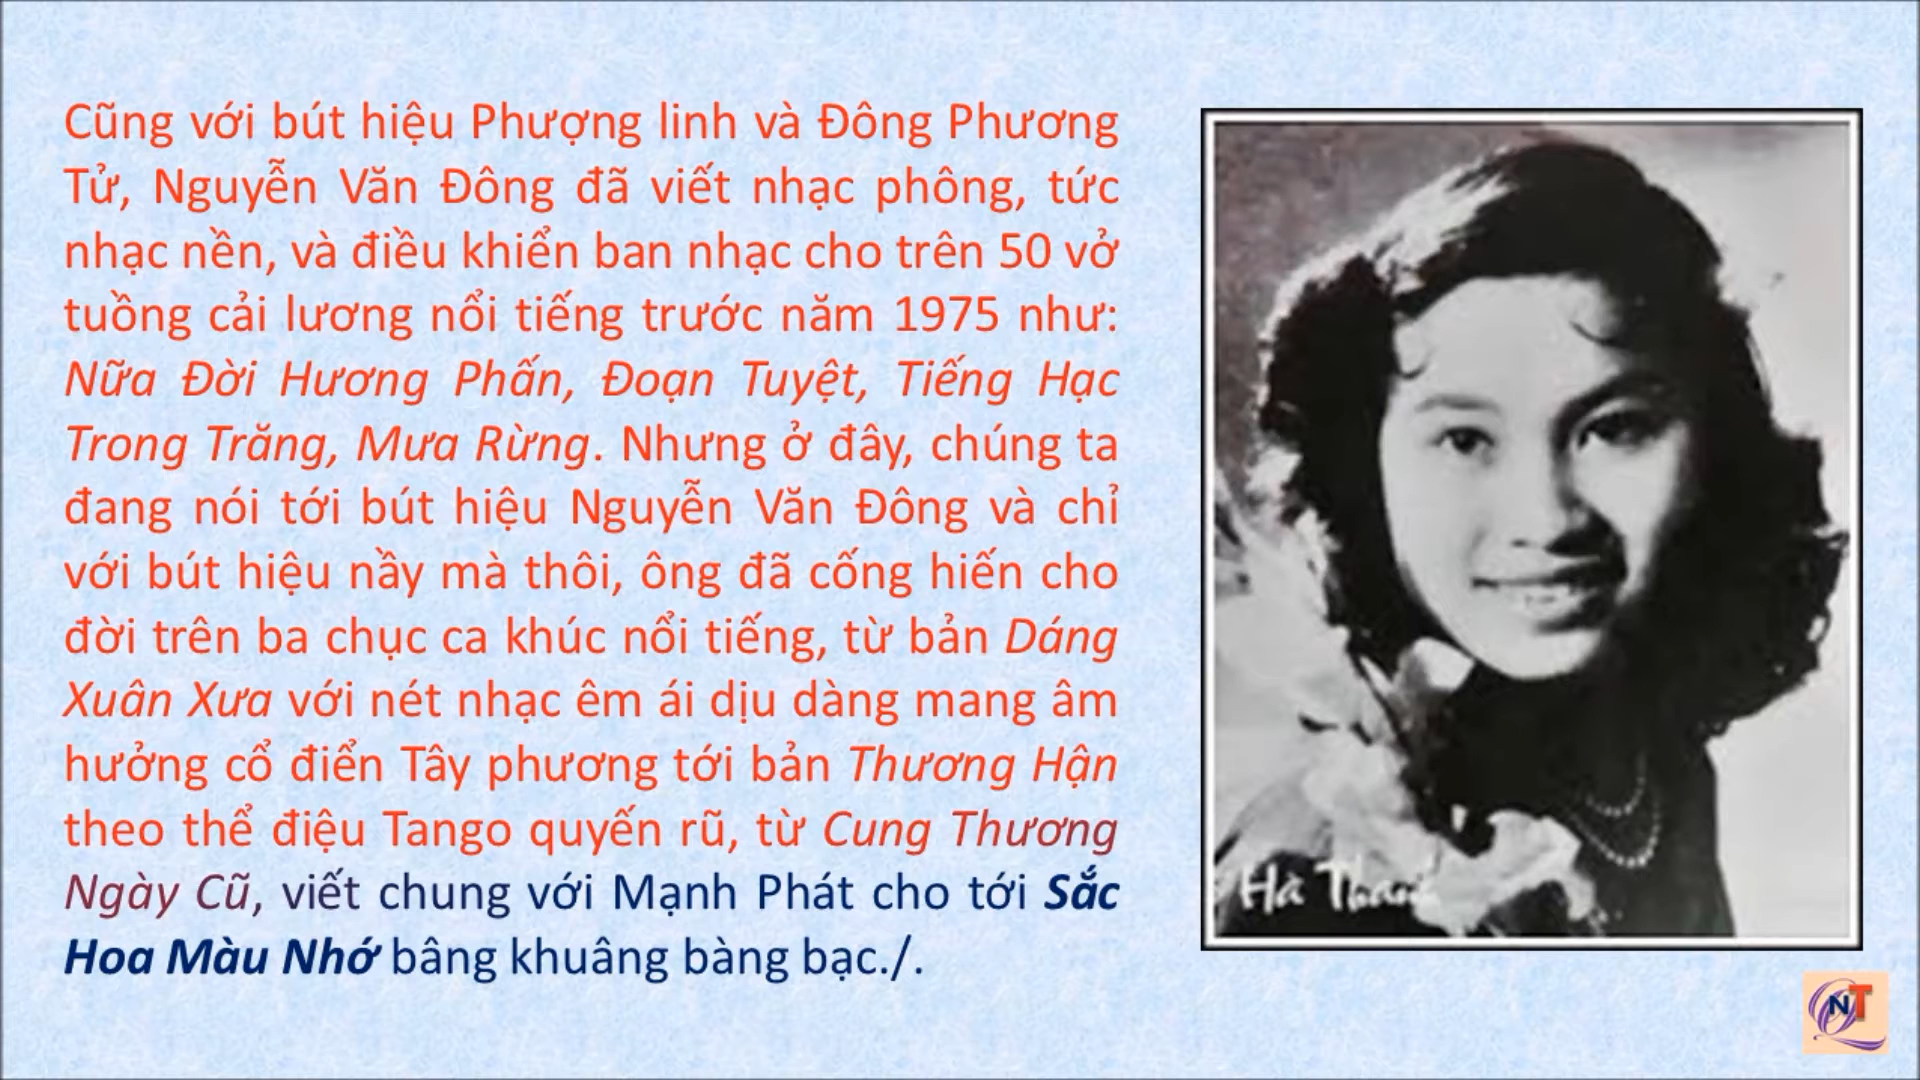 Cũng với bút hiệu Phượng linh và Đông Phương
Tử, Nguyễn Văn Đông đã viết nhạc phông, tức
nhạc nền, và điều khiển ban nhạc cho trên 50 vở
tuồng cải lương nổi tiếng trước năm 1975 như:
Nữa Đời Hương Phấn, Đoạn Tuyệt, Tiếng Hạc
Trong Trăng, Mưa Rừng. Nhưng ở đây, chúng ta
đang nói tới bút hiệu Nguyễn Văn Đông và chỉ
với bút hiệu nầy mà thôi, ông đã cống hiến cho
đời trên ba chục ca khúc nổi tiếng, từ bản Dáng
Xuân Xưa với nét nhạc êm ái dịu dàng mang âm
hưởng cổ điển Tây phương tới bản Thương Hận
theo thể điệu Tango quyến rũ, từ Cung Thương
Ngày Cũ, viết chung với Mạnh Phát cho tới Sắc
Hoa Màu Nhớ bâng khuâng bàng bạc./.
Hà Thanh
NT